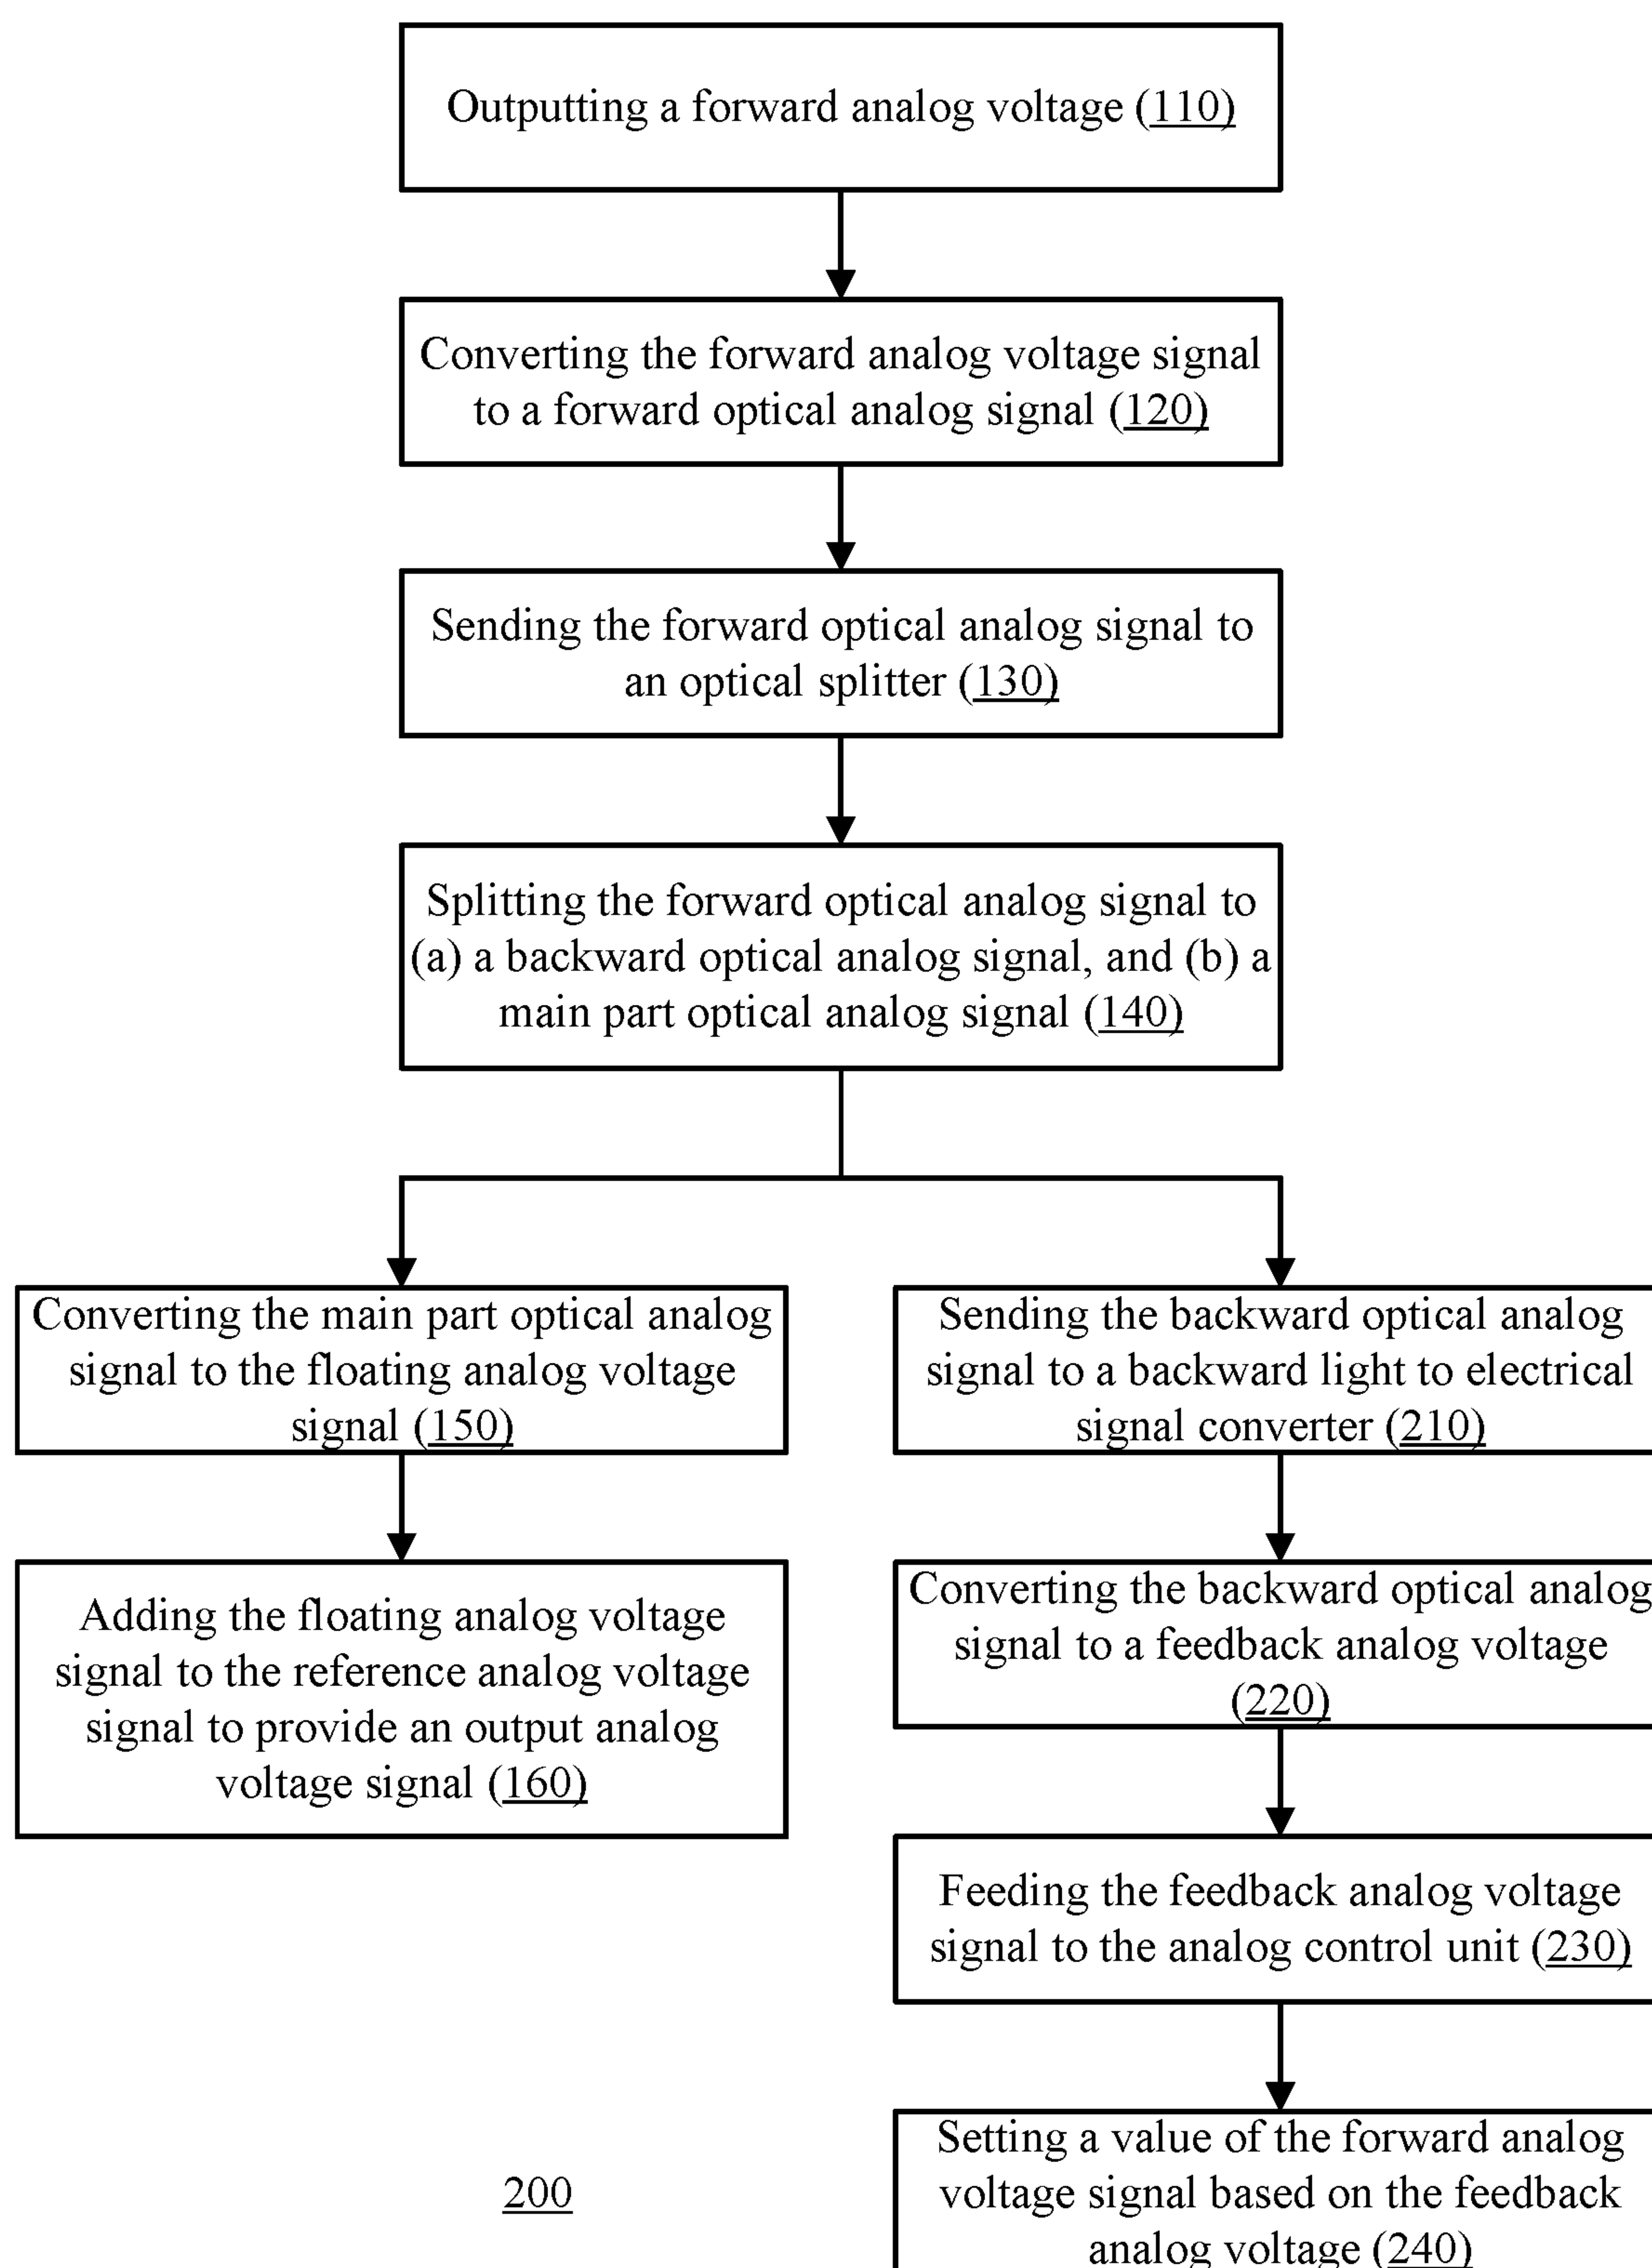 Outputting a forward analog voltage (110)
Converting the forward analog voltage signal
to a forward optical analog signal (120)
Sending the forward optical analog signal to
an optical splitter (130)
Splitting the forward optical analog signal to
(a) a backward optical analog signal, and (b) a
main part optical analog signal (140)
Converting the main part optical analog
signal to the floating analog voltage
signal (150)
Adding the floating analog voltage
signal to the reference analog voltage
signal to provide an output analog
voltage signal (160)
Sending the backward optical analog
signal to a backward light to electrical
signal converter (210)
Converting the backward optical analog
signal to a feedback analog voltage
(220)
Feeding the feedback analog voltage
signal to the analog control unit (230)
Setting a value of the forward analog
voltage signal based on the feedback
analog voltage (240)
200